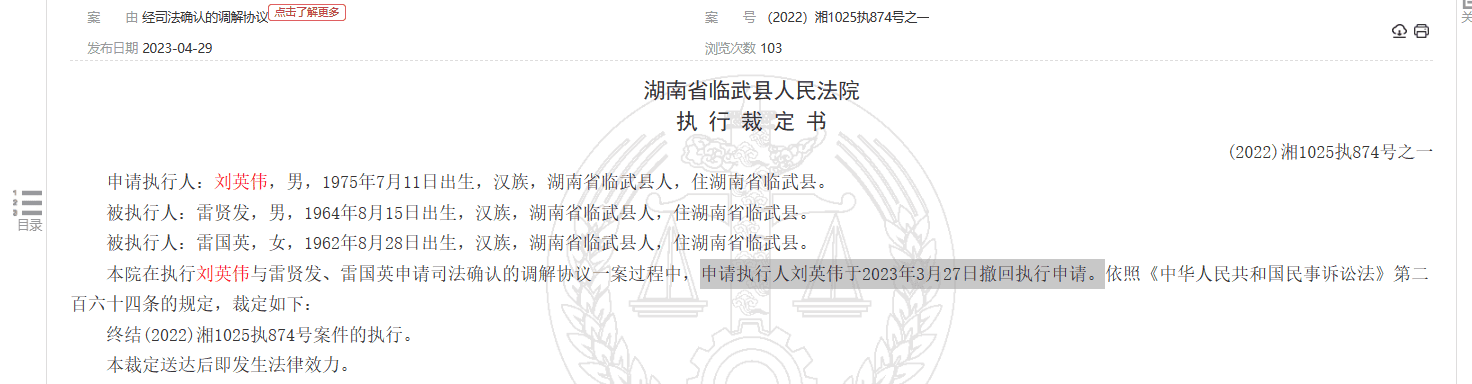 案 由 经司法确认的调解协议 点击了解更多 案 号 （2022）湘1025执874号之一
发布日期 2023-04-29 浏览次数 103
湖南省临武县人民法院
执 行 裁 定 书
(2022)湘1025执874号之一
申请执行人：刘英伟，男，1975年7月11日出生，汉族，湖南省临武县人，住湖南省临武县。
被执行人：雷贤发，男，1964年8月15日出生，汉族，湖南省临武县人，住湖南省临武县。
被执行人：雷国英，女，1962年8月28日出生，汉族，湖南省临武县人，住湖南省临武县。
本院在执行刘英伟与雷贤发、雷国英申请司法确认的调解协议一案过程中，申请执行人刘英伟于2023年3月27日撤回执行申请。依照《中华人民共和国民事诉讼法》第二
百六十四条的规定，裁定如下：
终结(2022)湘1025执874号案件的执行。
本裁定送达后即发生法律效力。
目录